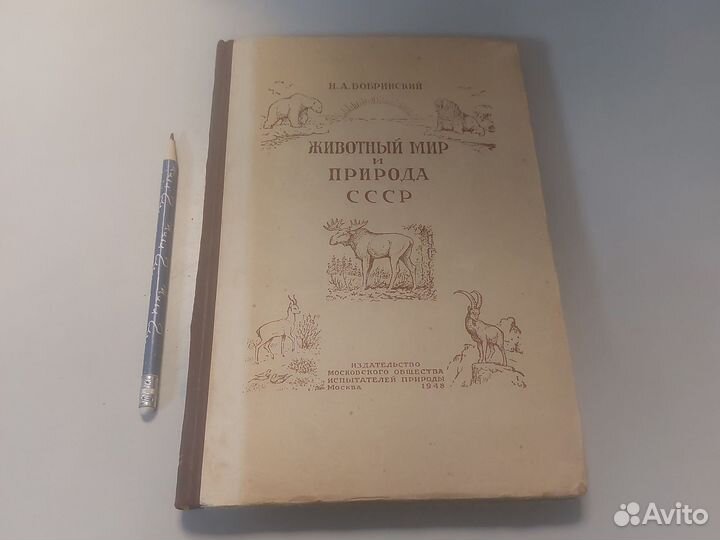 Н. А. БОБРИНСКИЙ
ЖИВОТНЫЙ МИР
и
ПРИРОДА
СССР
ИЗДАТЕЛЬСТВО
МОСКОВСКОГО ОБЩЕСТВА
ИСПЫТАТЕЛЕЙ ПРИРОДЫ
МОСКВА 1948
Avito